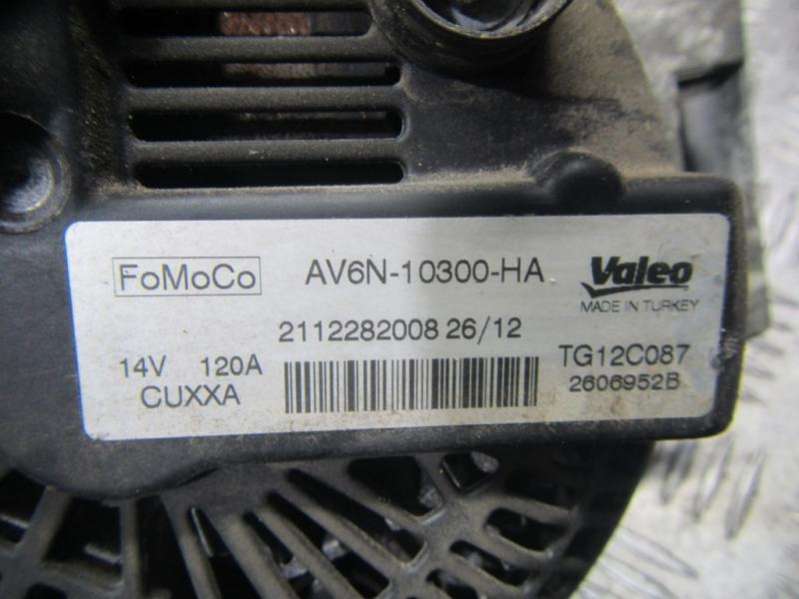 FoMoCo AV6N-10300-HA Valeo
MADE IN TURKEY
2112282008 26/12
14V 120A TG12C087
CUXXA 2606952B